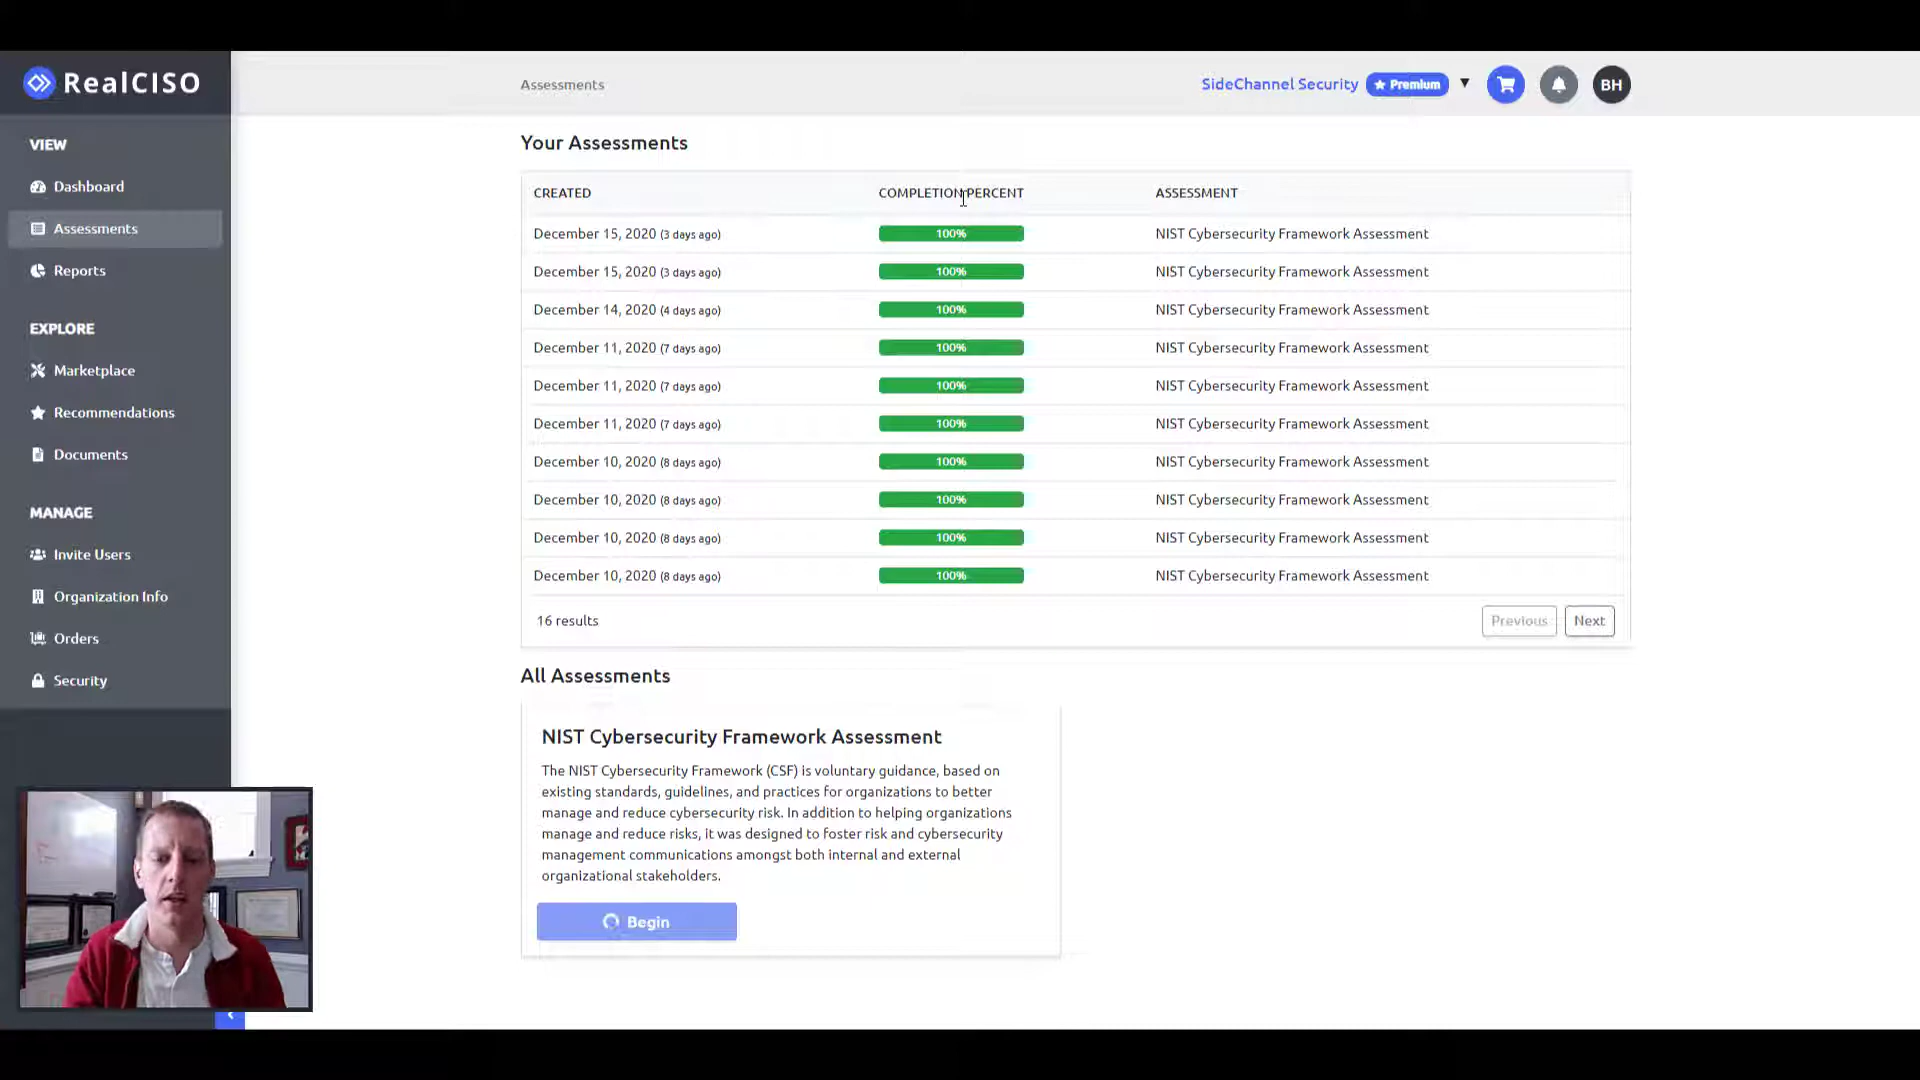 RealCISO
Assessments
SideChannel Security
Premium
BH
VIEW
Dashboard
Assessments
Reports
EXPLORE
Marketplace
Recommendations
Documents
MANAGE
Invite Users
Organization Info
Orders
Security
Your Assessments
CREATED COMPLETION PERCENT ASSESSMENT
December 15, 2020 (3 days ago) 100% NIST Cybersecurity Framework Assessment
December 15, 2020 (3 days ago) 100% NIST Cybersecurity Framework Assessment
December 14, 2020 (4 days ago) 100% NIST Cybersecurity Framework Assessment
December 11, 2020 (7 days ago) 100% NIST Cybersecurity Framework Assessment
December 11, 2020 (7 days ago) 100% NIST Cybersecurity Framework Assessment
December 11, 2020 (7 days ago) 100% NIST Cybersecurity Framework Assessment
December 10, 2020 (8 days ago) 100% NIST Cybersecurity Framework Assessment
December 10, 2020 (8 days ago) 100% NIST Cybersecurity Framework Assessment
December 10, 2020 (8 days ago) 100% NIST Cybersecurity Framework Assessment
December 10, 2020 (8 days ago) 100% NIST Cybersecurity Framework Assessment
16 results
Previous
Next
All Assessments
NIST Cybersecurity Framework Assessment
The NIST Cybersecurity Framework (CSF) is voluntary guidance, based on
existing standards, guidelines, and practices for organizations to better
manage and reduce cybersecurity risk. In addition to helping organizations
manage and reduce risks, it was designed to foster risk and cybersecurity
management communications amongst both internal and external
organizational stakeholders.
Begin